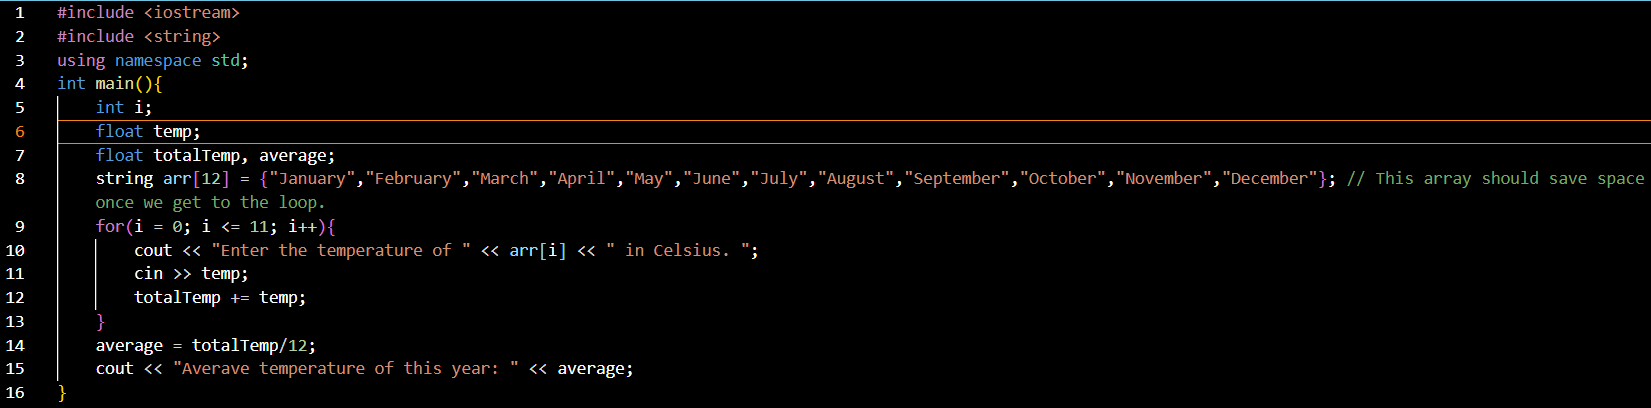 1 #include <iostream>
2 #include <string>
3 using namespace std;
4 int main(){
5     int i;
6     float temp;
7     float totalTemp, average;
8     string arr[12] = {"January","February","March","April","May","June","July","August","September","October","November","December"}; // This array should save space
    once we get to the loop.
9     for(i = 0; i <= 11; i++){
10         cout << "Enter the temperature of " << arr[i] << " in Celsius. ";
11         cin >> temp;
12         totalTemp += temp;
13     }
14     average = totalTemp/12;
15     cout << "Averave temperature of this year: " << average;
16 }